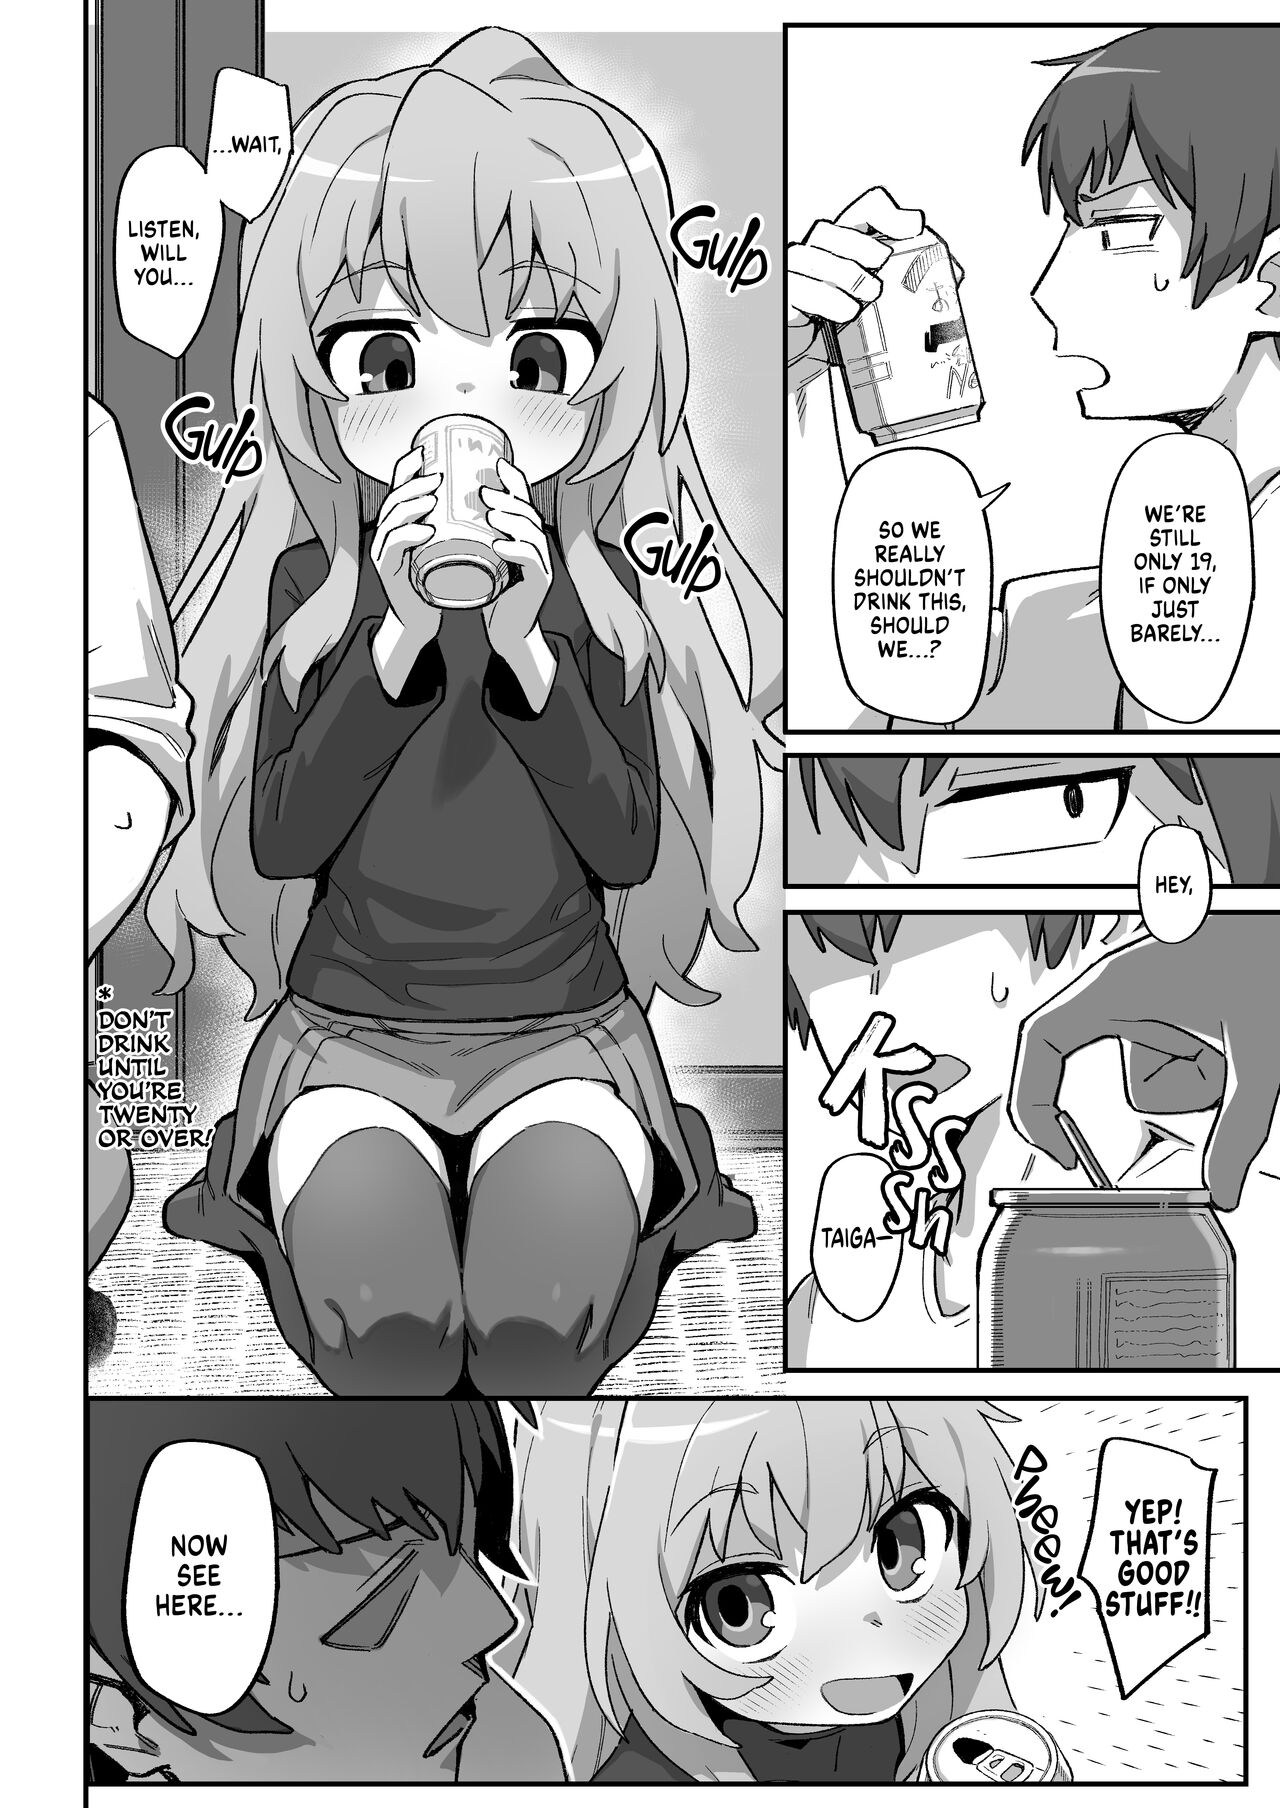 WE'RE
STILL
ONLY 19,
IF ONLY
JUST
BARELY...
SO WE
REALLY
SHOULDN'T
DRINK THIS,
SHOULD
WE...?
HEY,
KSSSSh
TAIGA–
...WAIT,
LISTEN,
WILL
YOU...
Gulp
Gulp
Gulp
*
DON'T
DRINK
UNTIL
YOU'RE
TWENTY
OR OVER!
YEP!
THAT'S
GOOD
STUFF!!
Pheew!
NOW
SEE
HERE...